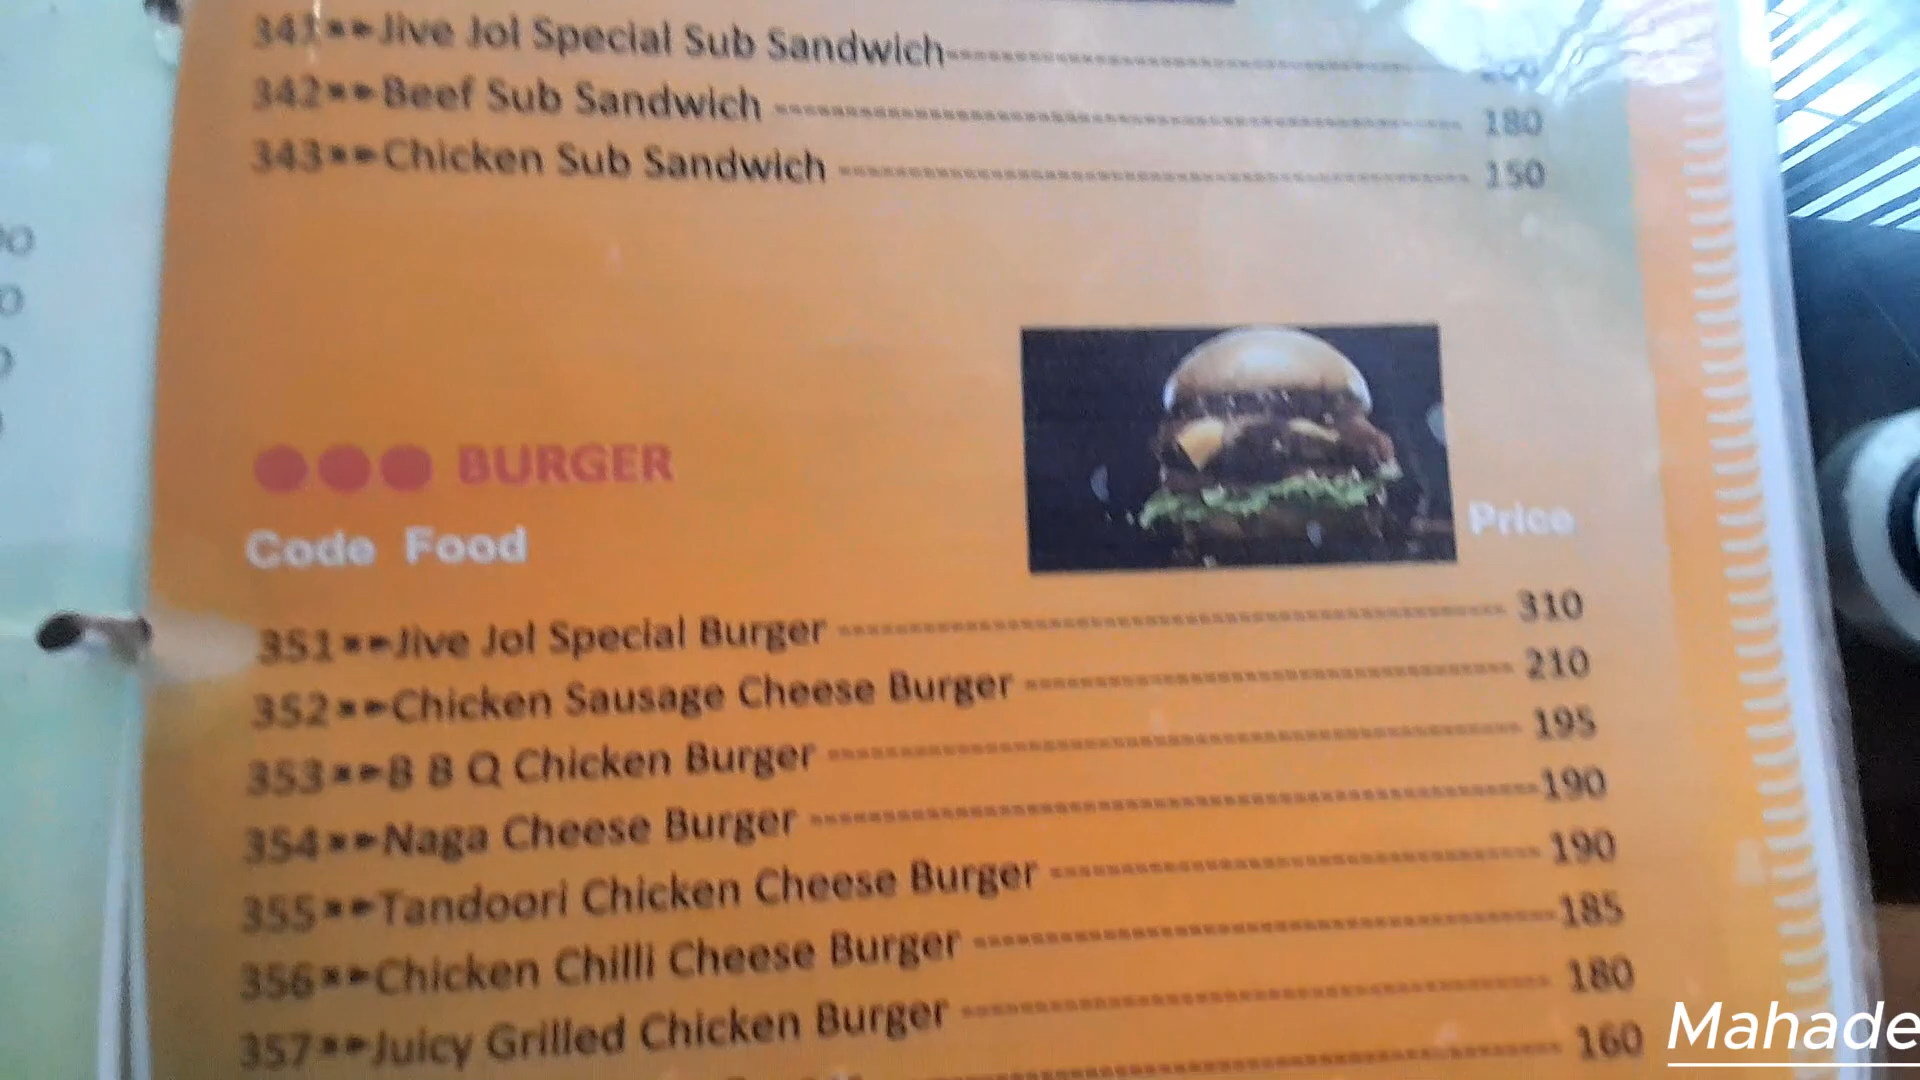 341»»Jive Jol Special Sub Sandwich
342»»Beef Sub Sandwich 180
343»»Chicken Sub Sandwich 150
BURGER
Code Food Price
351»»Jive Jol Special Burger 310
352»»Chicken Sausage Cheese Burger 210
353»»B B Q Chicken Burger 195
354»»Naga Cheese Burger 190
355»»Tandoori Chicken Cheese Burger 190
356»»Chicken Chilli Cheese Burger 185
357»»Juicy Grilled Chicken Burger 180
160
Mahade